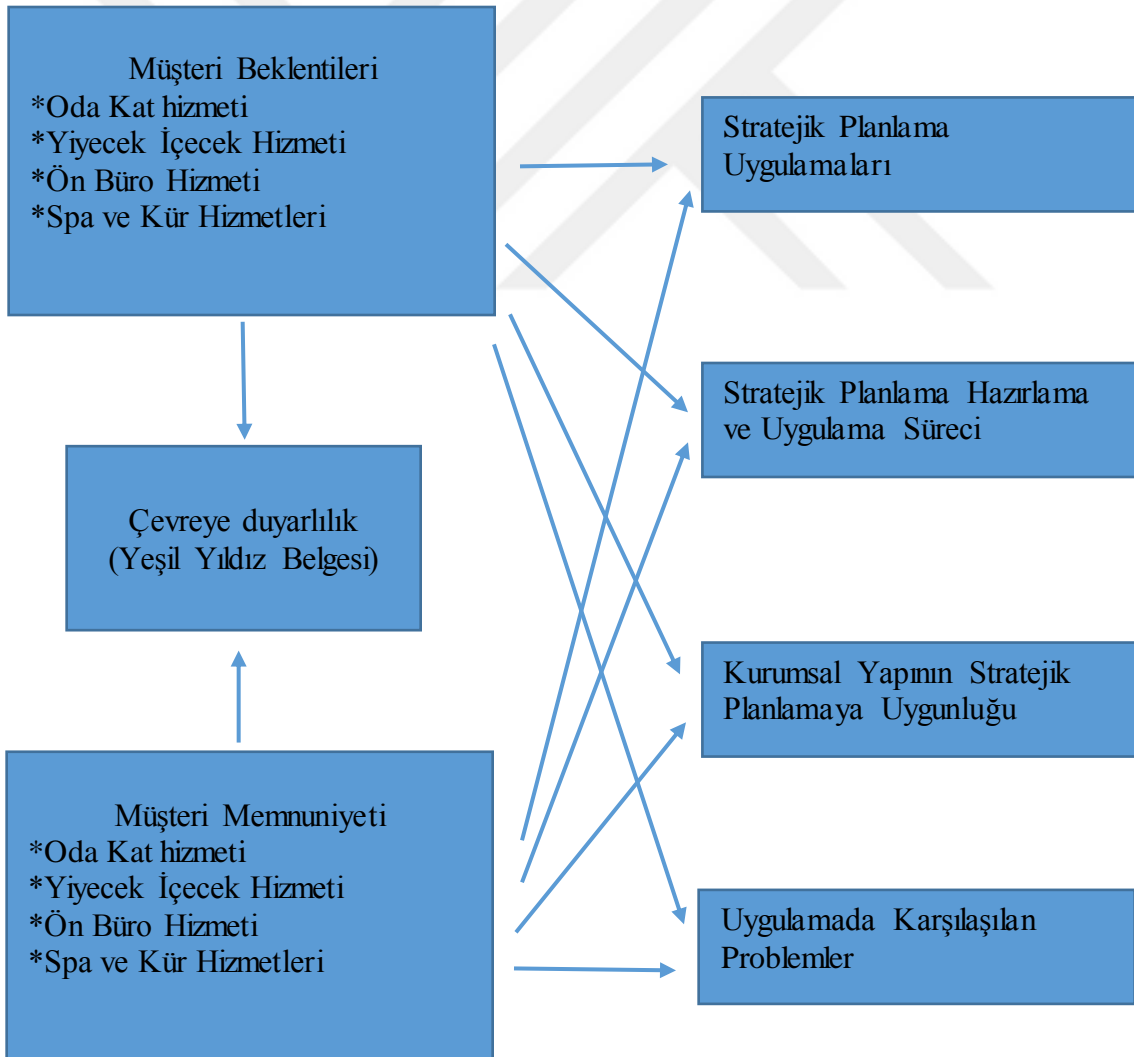 Müşteri Beklentileri
*Oda Kat hizmeti
*Yiyecek İçecek Hizmeti
*Ön Büro Hizmeti
*Spa ve Kür Hizmetleri
Çevreye duyarlılık
(Yeşil Yıldız Belgesi)
Müşteri Memnuniyeti
*Oda Kat hizmeti
*Yiyecek İçecek Hizmeti
*Ön Büro Hizmeti
*Spa ve Kür Hizmetleri
Stratejik Planlama
Uygulamaları
Stratejik Planlama Hazırlama
ve Uygulama Süreci
Kurumsal Yapının Stratejik
Planlamaya Uygunluğu
Uygulamada Karşılaşılan
Problemler